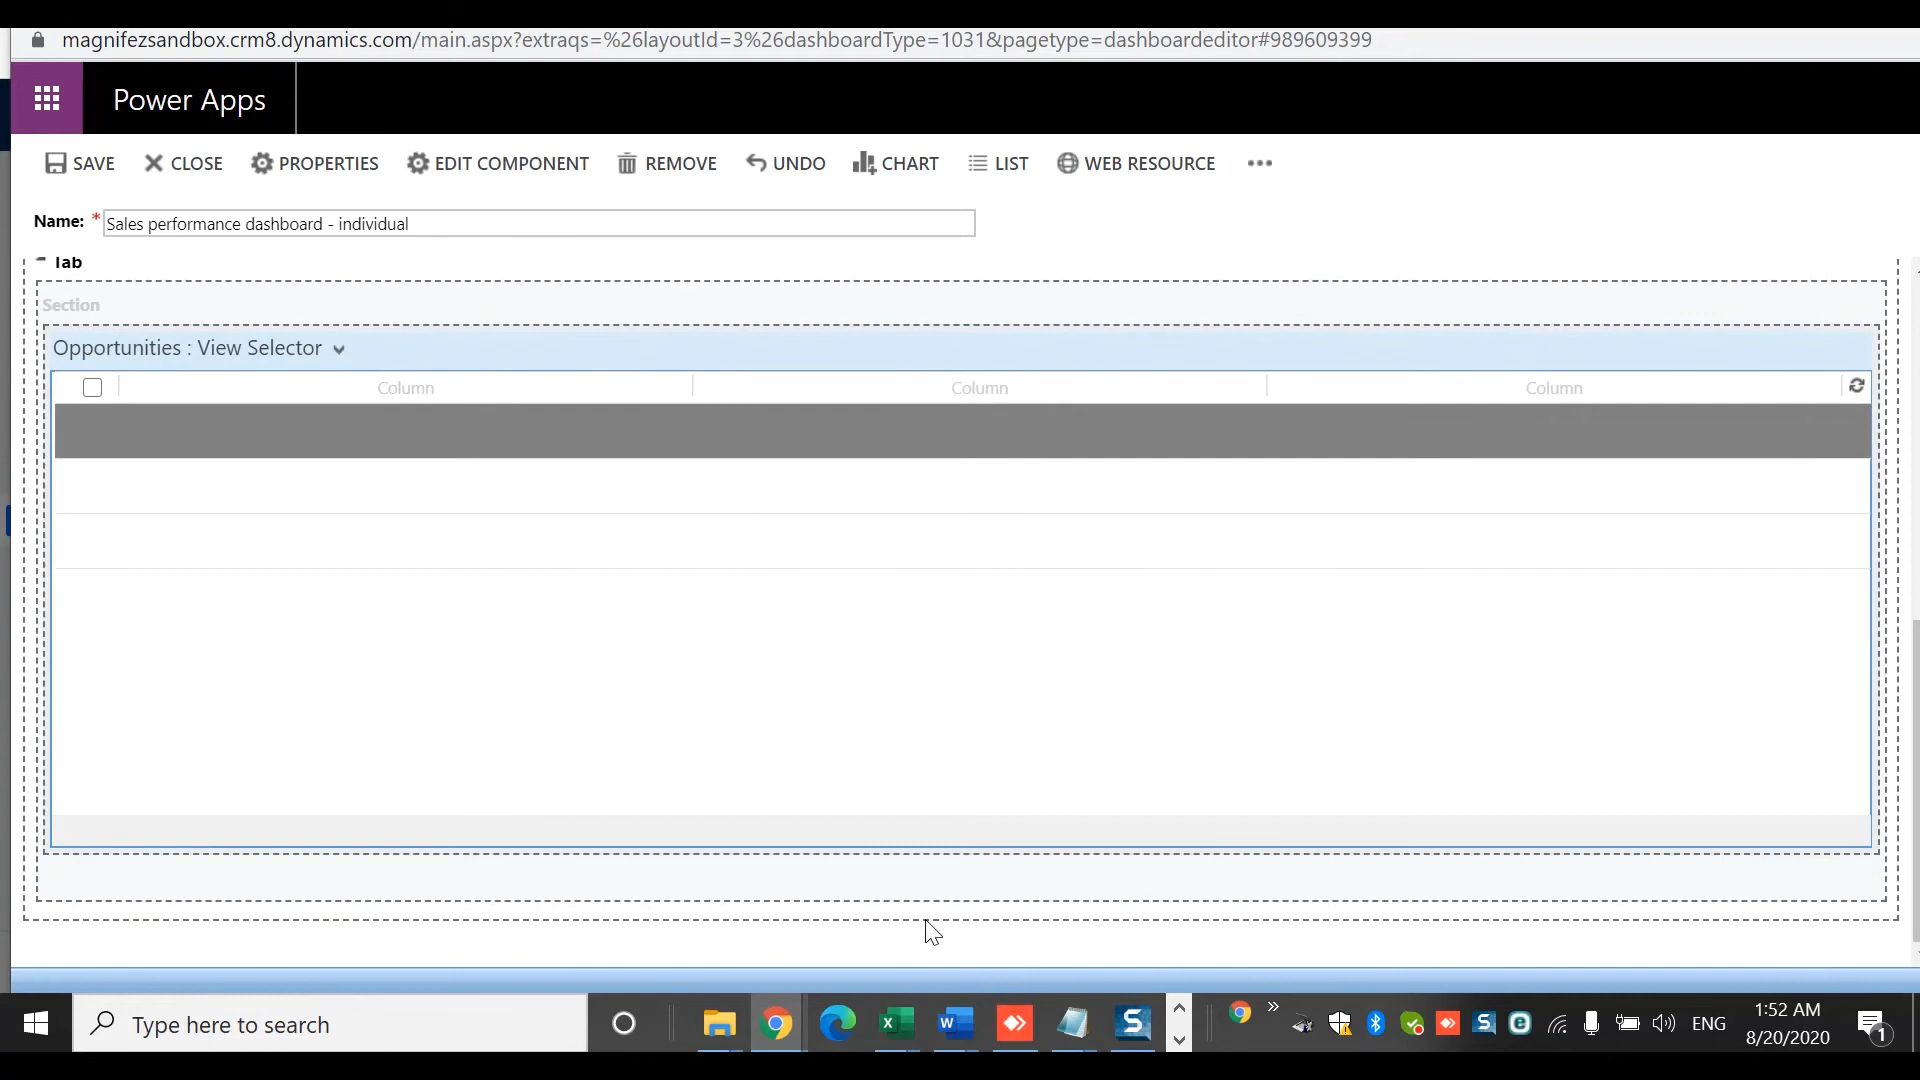 magnifezsandbox.crm8.dynamics.com/main.aspx?extraqs=%26layoutId=3%26dashboardType=1031&pagetype=dashboardeditor#989609399
Power Apps
SAVE CLOSE PROPERTIES EDIT COMPONENT REMOVE UNDO CHART LIST WEB RESOURCE •••
Name: * Sales performance dashboard - individual
Tab
Section
Opportunities : View Selector
Column Column Column
Type here to search
ENG
1:52 AM
8/20/2020
1